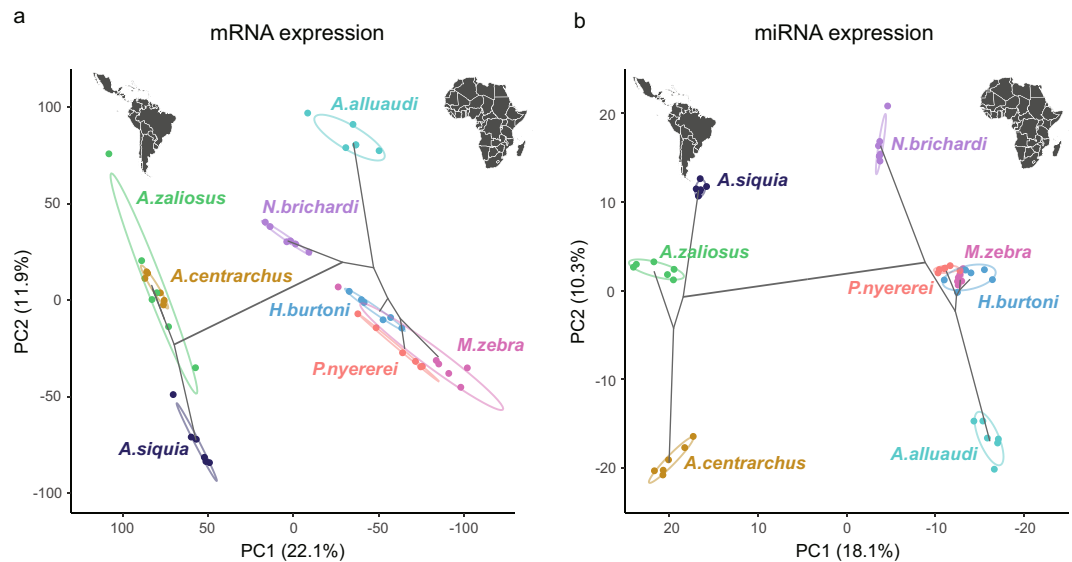 a
mRNA expression
A.alluaudi
A.zaliosus
N.brichardi
A.centrarchus
H.burtoni
M.zebra
P.nyererei
A.siquia
100
50
0
-50
-100
PC2 (11.9%)
100
50
0
-50
-100
PC1 (22.1%)
b
miRNA expression
N.brichardi
A.siquia
A.zaliosus
M.zebra
P.nyererei
H.burtoni
A.alluaudi
A.centrarchus
20
10
0
-10
-20
PC2 (10.3%)
20
10
0
-10
-20
PC1 (18.1%)